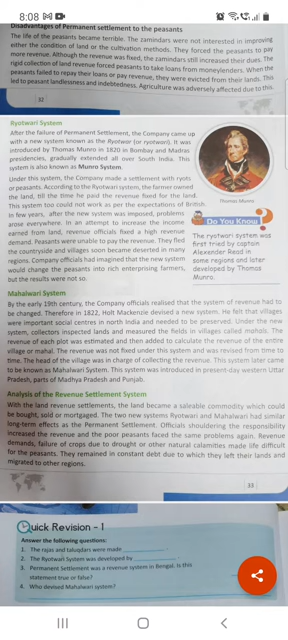 8:08
Disadvantages of Permanent settlement to the peasants
The life of the peasants became terrible. The zamindars were not interested in improving
either the condition of land or the cultivation methods. They forced the peasants to pay
more revenue. Although the revenue was fixed, the zamindars still increased their dues. The
rigid collection of land revenue forced peasants to take loans from moneylenders. When the
peasants failed to repay their loans or pay revenue, they were evicted from their lands. This
led to peasant landlessness and indebtedness. Agriculture was adversely affected due to this.
32
Ryotwari System
After the failure of Permanent Settlement, the Company came up
with a new system known as the Ryotwar (or ryotwari). It was
introduced by Thomas Munro in 1820 in Bombay and Madras
presidencies, gradually extended all over South India. This
system is also known as Munro System.
Under this system, the Company made a settlement with ryots
or peasants. According to the Ryotwari system, the farmer owned
the land, till the time he paid the revenue fixed for the land.
This system too could not work as per the expectations of British.
In few years, after the new system was imposed, problems
arose everywhere. In an attempt to increase the income
earned from land, revenue officials fixed a high revenue
demand. Peasants were unable to pay the revenue. They fled
the countryside and villages soon became deserted in many
regions. Company officials had imagined that the new system
would change the peasants into rich enterprising farmers,
but the results were not so.
Thomas Munro
Do You Know
?
The ryotwari system was
first tried by captain
Alexander Read in
some regions and later
developed by Thomas
Munro.
Mahalwari System
By the early 19th century, the Company officials realised that the system of revenue had to
be changed. Therefore in 1822, Holt Mackenzie devised a new system. He felt that villages
were important social centres in north India and needed to be preserved. Under the new
system, collectors inspected lands and measured the fields in villages called mahals. The
revenue of each plot was estimated and then added to calculate the revenue of the entire
village or mahal. The revenue was not fixed under this system and was revised from time to
time. The head of the village was in charge of collecting the revenue. This system later came
to be known as Mahalwari System. This system was introduced in present-day western Uttar
Pradesh, parts of Madhya Pradesh and Punjab.
Analysis of the Revenue Settlement System
With the land revenue settlements, the land became a saleable commodity which could
be bought, sold or mortgaged. The two new systems Ryotwari and Mahalwari had similar
long-term effects as the Permanent Settlement. Officials shouldering the responsibility
increased the revenue and the poor peasants faced the same problems again. Revenue
demands, failure of crops due to drought or other natural calamities made life difficult
for the peasants. They remained in constant debt due to which they left their lands and
migrated to other regions.
33
Quick Revision - 1
Answer the following questions:
1. The rajas and taluqdars were made ____________ .
2. The Ryotwari System was developed by ____________ .
3. Permanent Settlement was a revenue system in Bengal. Is this
statement true or false?
4. Who devised Mahalwari system?